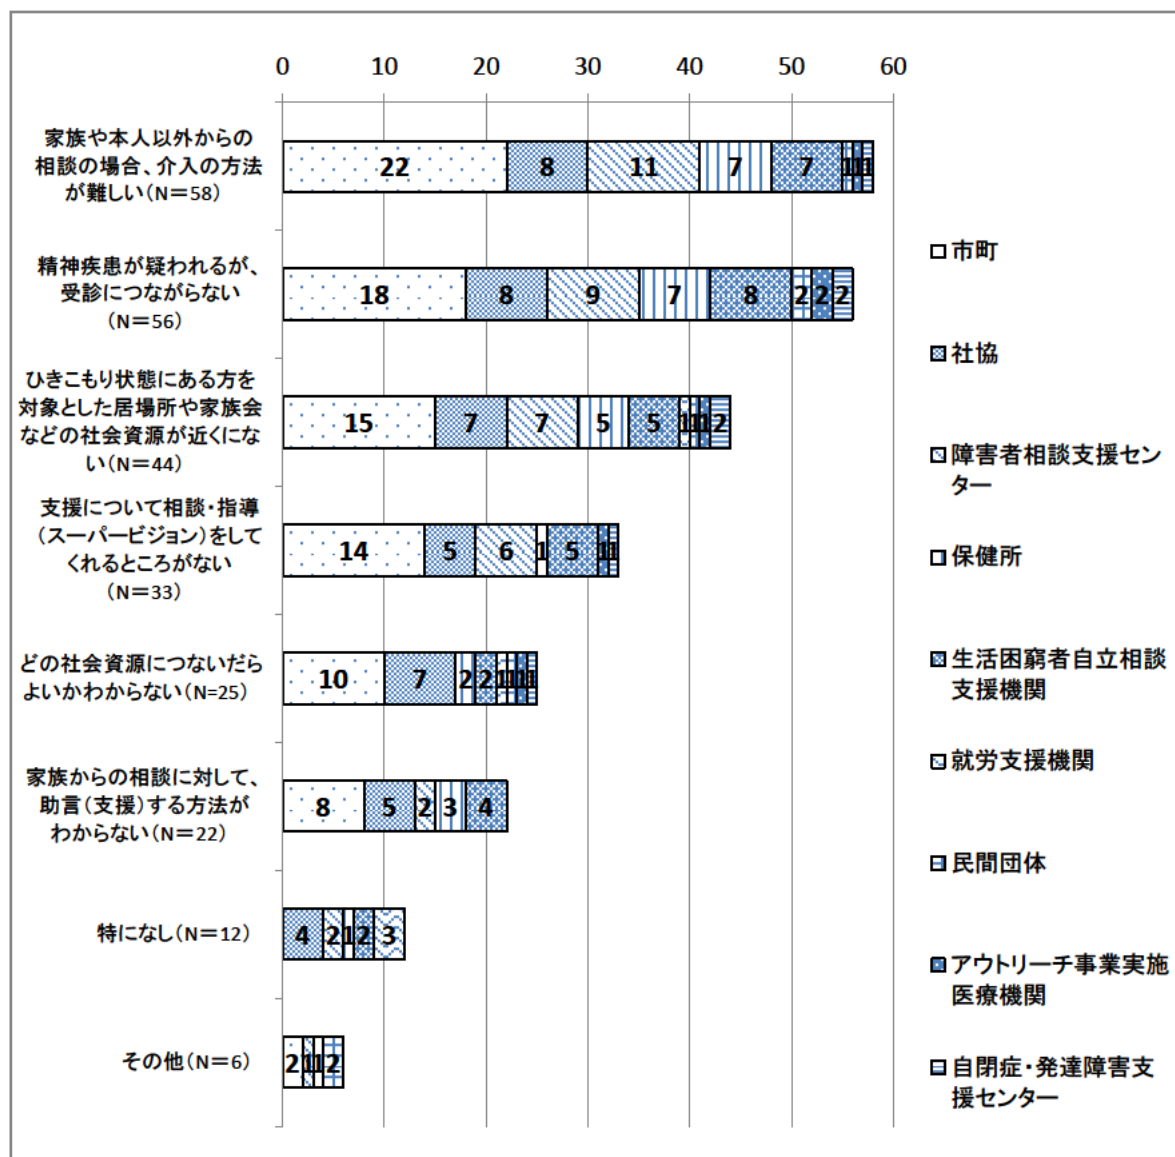 0 10 20 30 40 50 60
家族や本人以外からの
相談の場合、介入の方法
が難しい(N=58)
22 8 11 7 7 1 1 1
精神疾患が疑われるが、
受診につながらない
(N=56)
18 8 9 7 8 2 2 2
ひきこもり状態にある方を
対象とした居場所や家族会
などの社会資源が近くにな
い(N=44)
15 7 7 5 5 1 1 1 2
支援について相談・指導
(スーパービジョン)をして
くれるところがない
(N=33)
14 5 6 1 5 1 1
どの社会資源につないだら
よいかわからない(N=25)
10 7 2 2 1 1 1 1
家族からの相談に対して、
助言(支援)する方法が
わからない(N=22)
8 5 2 3 4
特になし(N=12)
4 2 1 2 3
その他(N=6)
2 1 1 2
市町
社協
障害者相談支援セン
ター
保健所
生活困窮者自立相談
支援機関
就労支援機関
民間団体
アウトリーチ事業実施
医療機関
自閉症・発達障害支
援センター